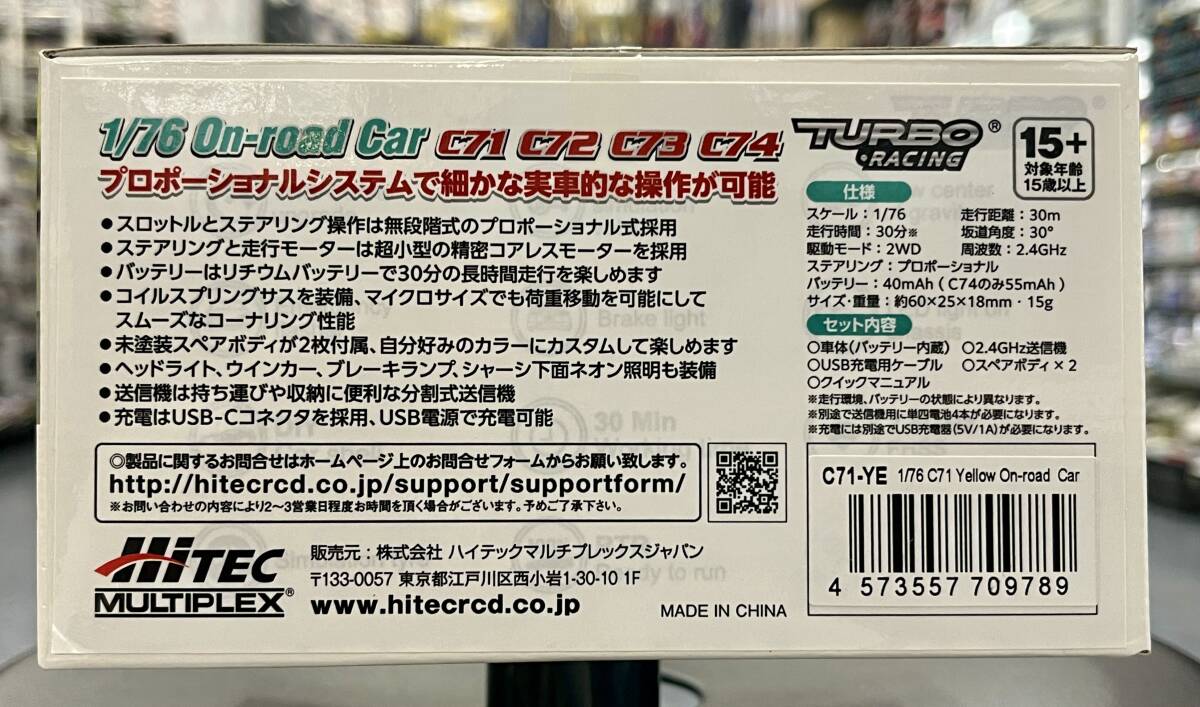 1/76 On-road Car C71 C72 C73 C74
プロポーショナルシステムで細かな実車的な操作が可能
●スロットルとステアリング操作は無段階式のプロポーショナル式採用
●ステアリングと走行モーターは超小型の精密コアレスモーターを採用
●バッテリーはリチウムバッテリーで30分の長時間走行を楽しめます
●コイルスプリングサスを装備、マイクロサイズでも荷重移動を可能にして
スムーズなコーナリング性能
●未塗装スペアボディが2枚付属、自分好みのカラーにカスタムして楽しめます
●ヘッドライト、ウインカー、ブレーキランプ、シャーシ下面ネオン照明も装備
●送信機は持ち運びや収納に便利な分割式送信機
●充電はUSB-Cコネクタを採用、USB電源で充電可能
◎製品に関するお問合せはホームページ上のお問合せフォームからお願い致します。
http://hitecrcd.co.jp/support/supportform/
※お問い合わせの内容により2〜3営業日程度お時間を頂く場合がございます。予めご了承下さい。
HiTEC
MULTIPLEX®
販売元：株式会社 ハイテックマルチプレックスジャパン
〒133-0057 東京都江戸川区西小岩1-30-10 1F
www.hitecrcd.co.jp
MADE IN CHINA
TURBO RACING ®
15+
対象年齢
15歳以上
仕様
スケール：1/76 走行距離：30m
走行時間：30分※ 坂道角度：30°
駆動モード：2WD 周波数：2.4GHz
ステアリング：プロポーショナル
バッテリー：40mAh（C74のみ55mAh）
サイズ・重量：約60×25×18mm・15g
セット内容
○車体（バッテリー内蔵） ○2.4GHz送信機
○USB充電用ケーブル ○スペアボディ×2
○クイックマニュアル
※走行環境、バッテリーの状態により異なります。
※別途で送信機用に単四電池4本が必要になります。
※充電には別途でUSB充電器（5V/1A）が必要になります。
C71-YE 1/76 C71 Yellow On-road Car
4 573557 709789
simulation
Brake light
30 Min
Ready to run